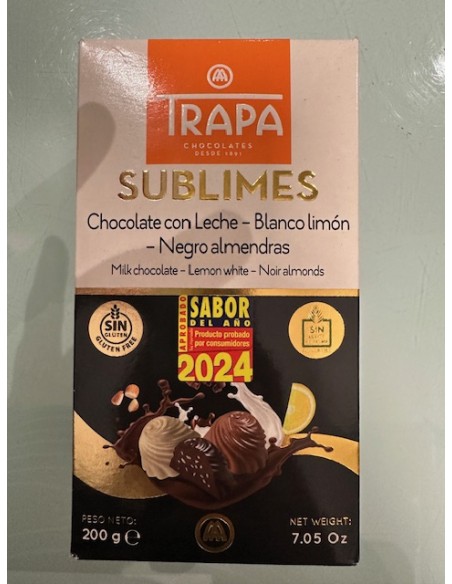 TRAPA
CHOCOLATES
DESDE 1891
SUBLIMES
Chocolate con Leche – Blanco limón
– Negro almendras
Milk chocolate – Lemon white – Noir almonds
SIN
GLUTEN
GLUTEN FREE
APROBADO
SABOR
DEL AÑO
Producto probado
por consumidores
2024
SIN
PESO NETO:
200 g e
NET WEIGHT:
7.05 Oz